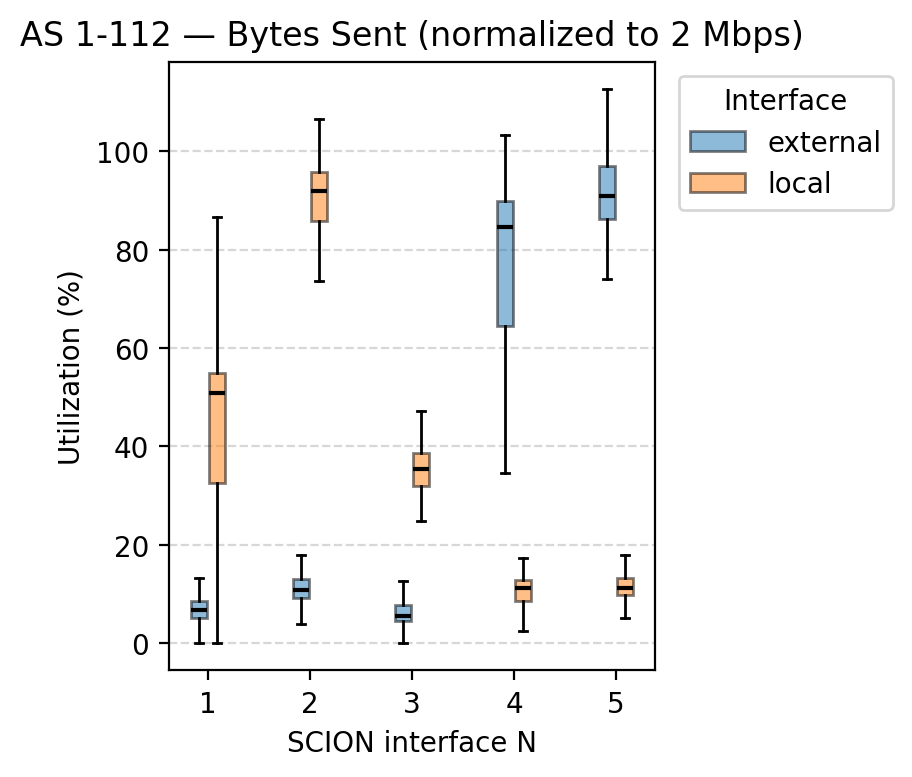 AS 1-112 — Bytes Sent (normalized to 2 Mbps)
Interface
external
local
Utilization (%)
100
80
60
40
20
0
1 2 3 4 5
SCION interface N